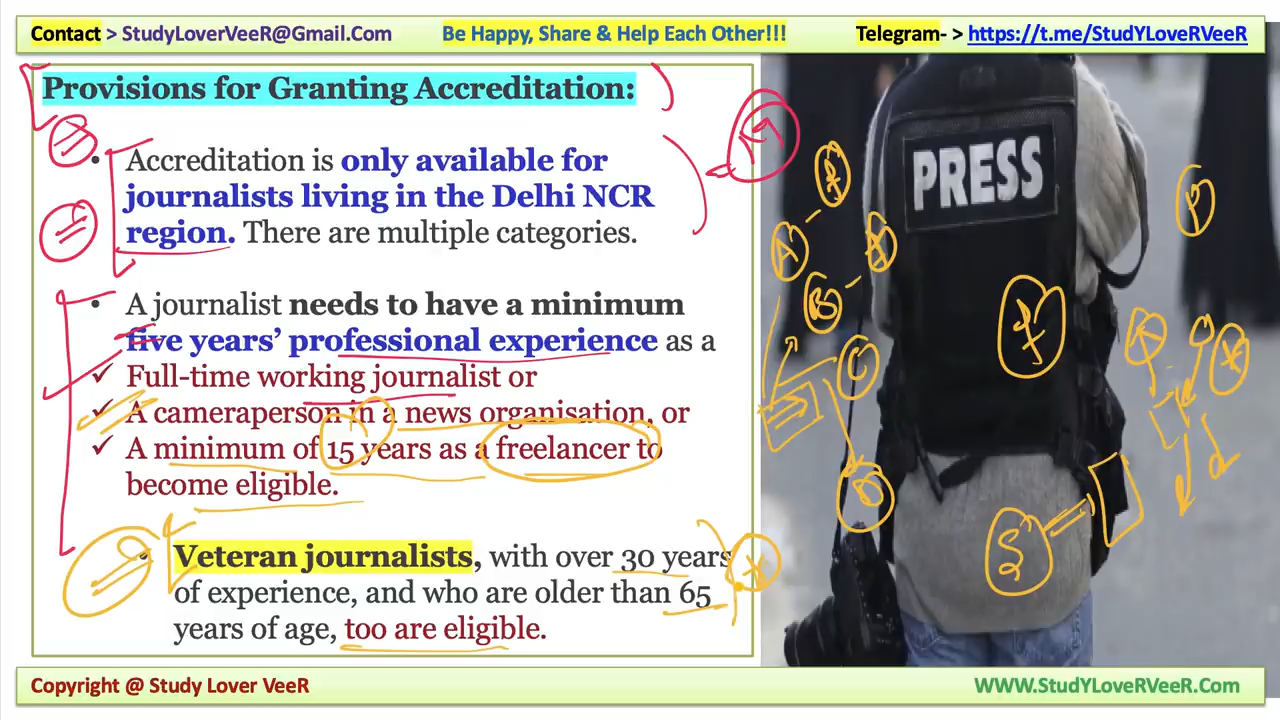 Contact > StudyLoverVeeR@Gmail.Com Be Happy, Share & Help Each Other!!! Telegram- > https://t.me/StudYLoveRVeeR
Provisions for Granting Accreditation:
• Accreditation is only available for
journalists living in the Delhi NCR
region. There are multiple categories.
• A journalist needs to have a minimum
five years’ professional experience as a
✓ Full-time working journalist or
✓ A cameraperson in a news organisation, or
✓ A minimum of 15 years as a freelancer to
become eligible.
Veteran journalists, with over 30 years
of experience, and who are older than 65
years of age, too are eligible.
PRESS
Copyright @ Study Lover VeeR WWW.StudYLoveRVeeR.Com